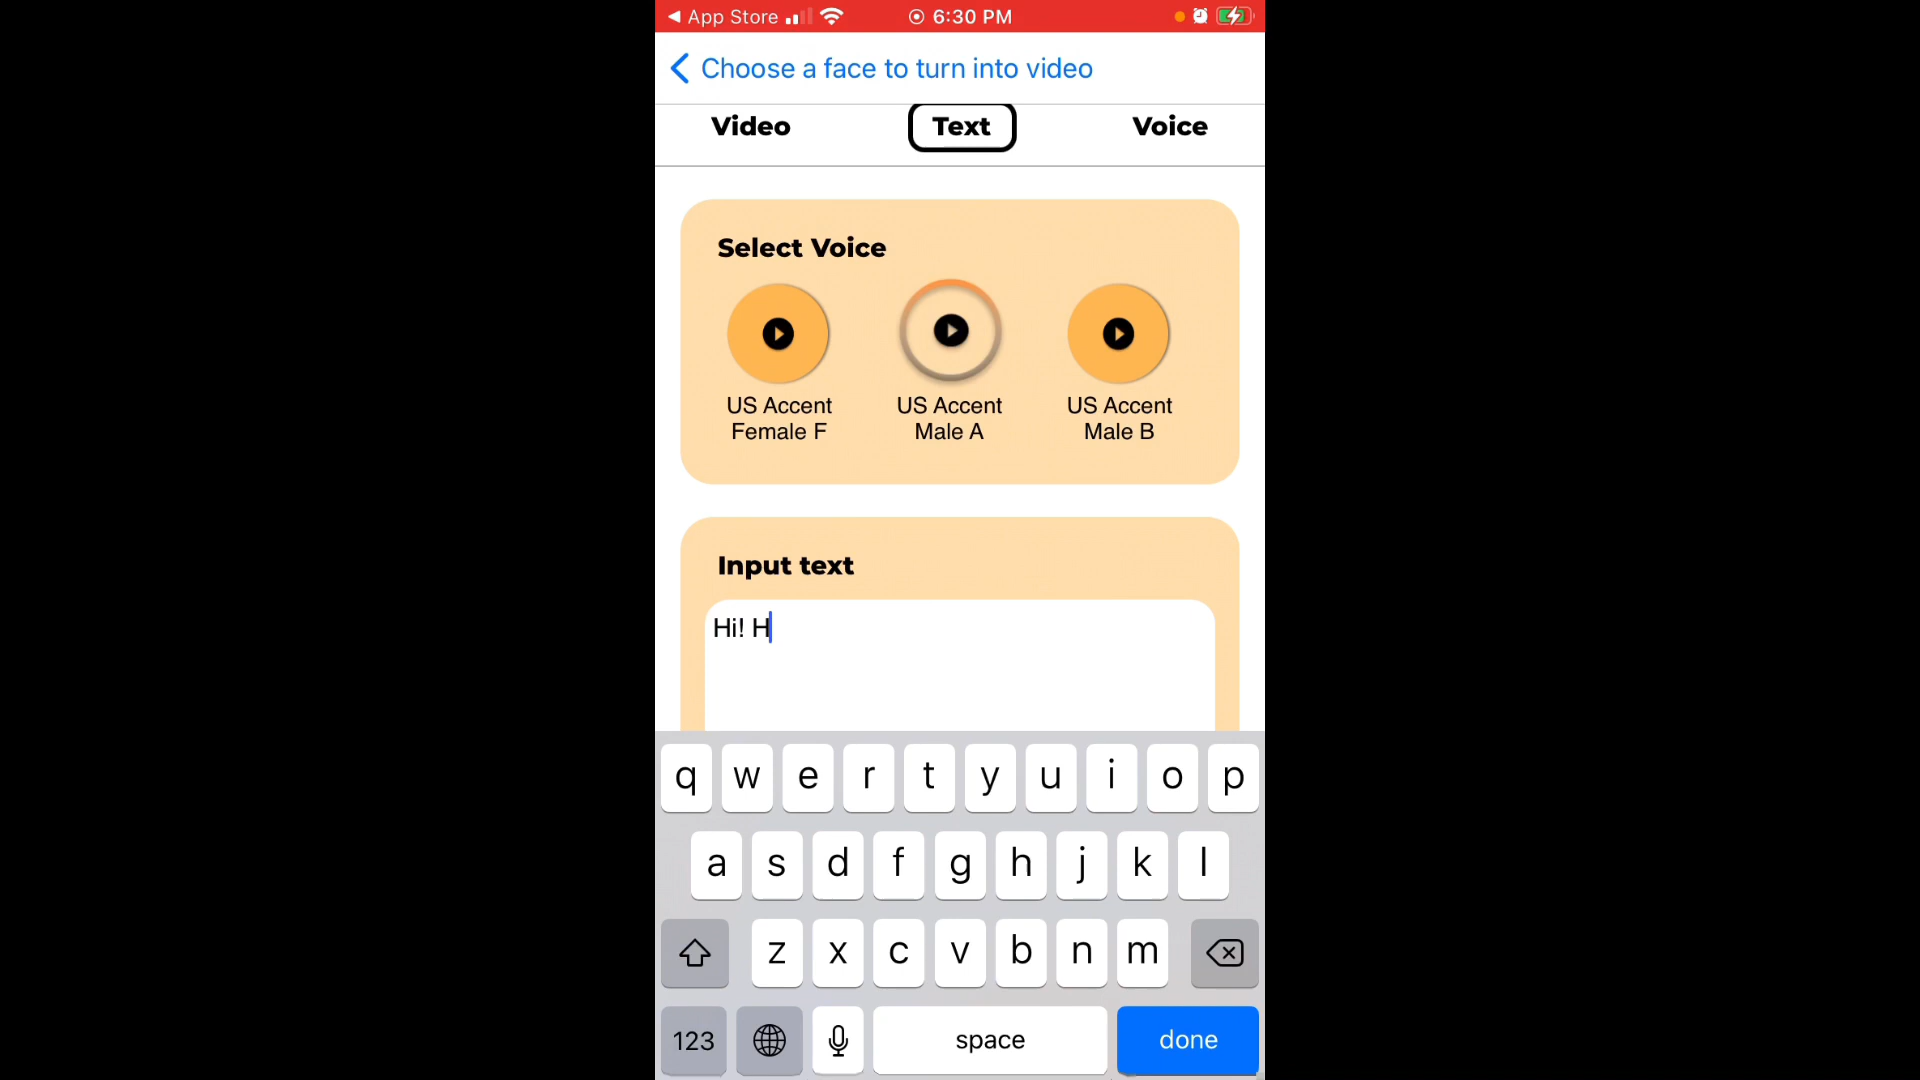 App Store 6:30 PM
Choose a face to turn into video
Video Text Voice
Select Voice
US Accent Female F
US Accent Male A
US Accent Male B
Input text
Hi! H
q w e r t y u i o p
a s d f g h j k l
z x c v b n m
123 space done